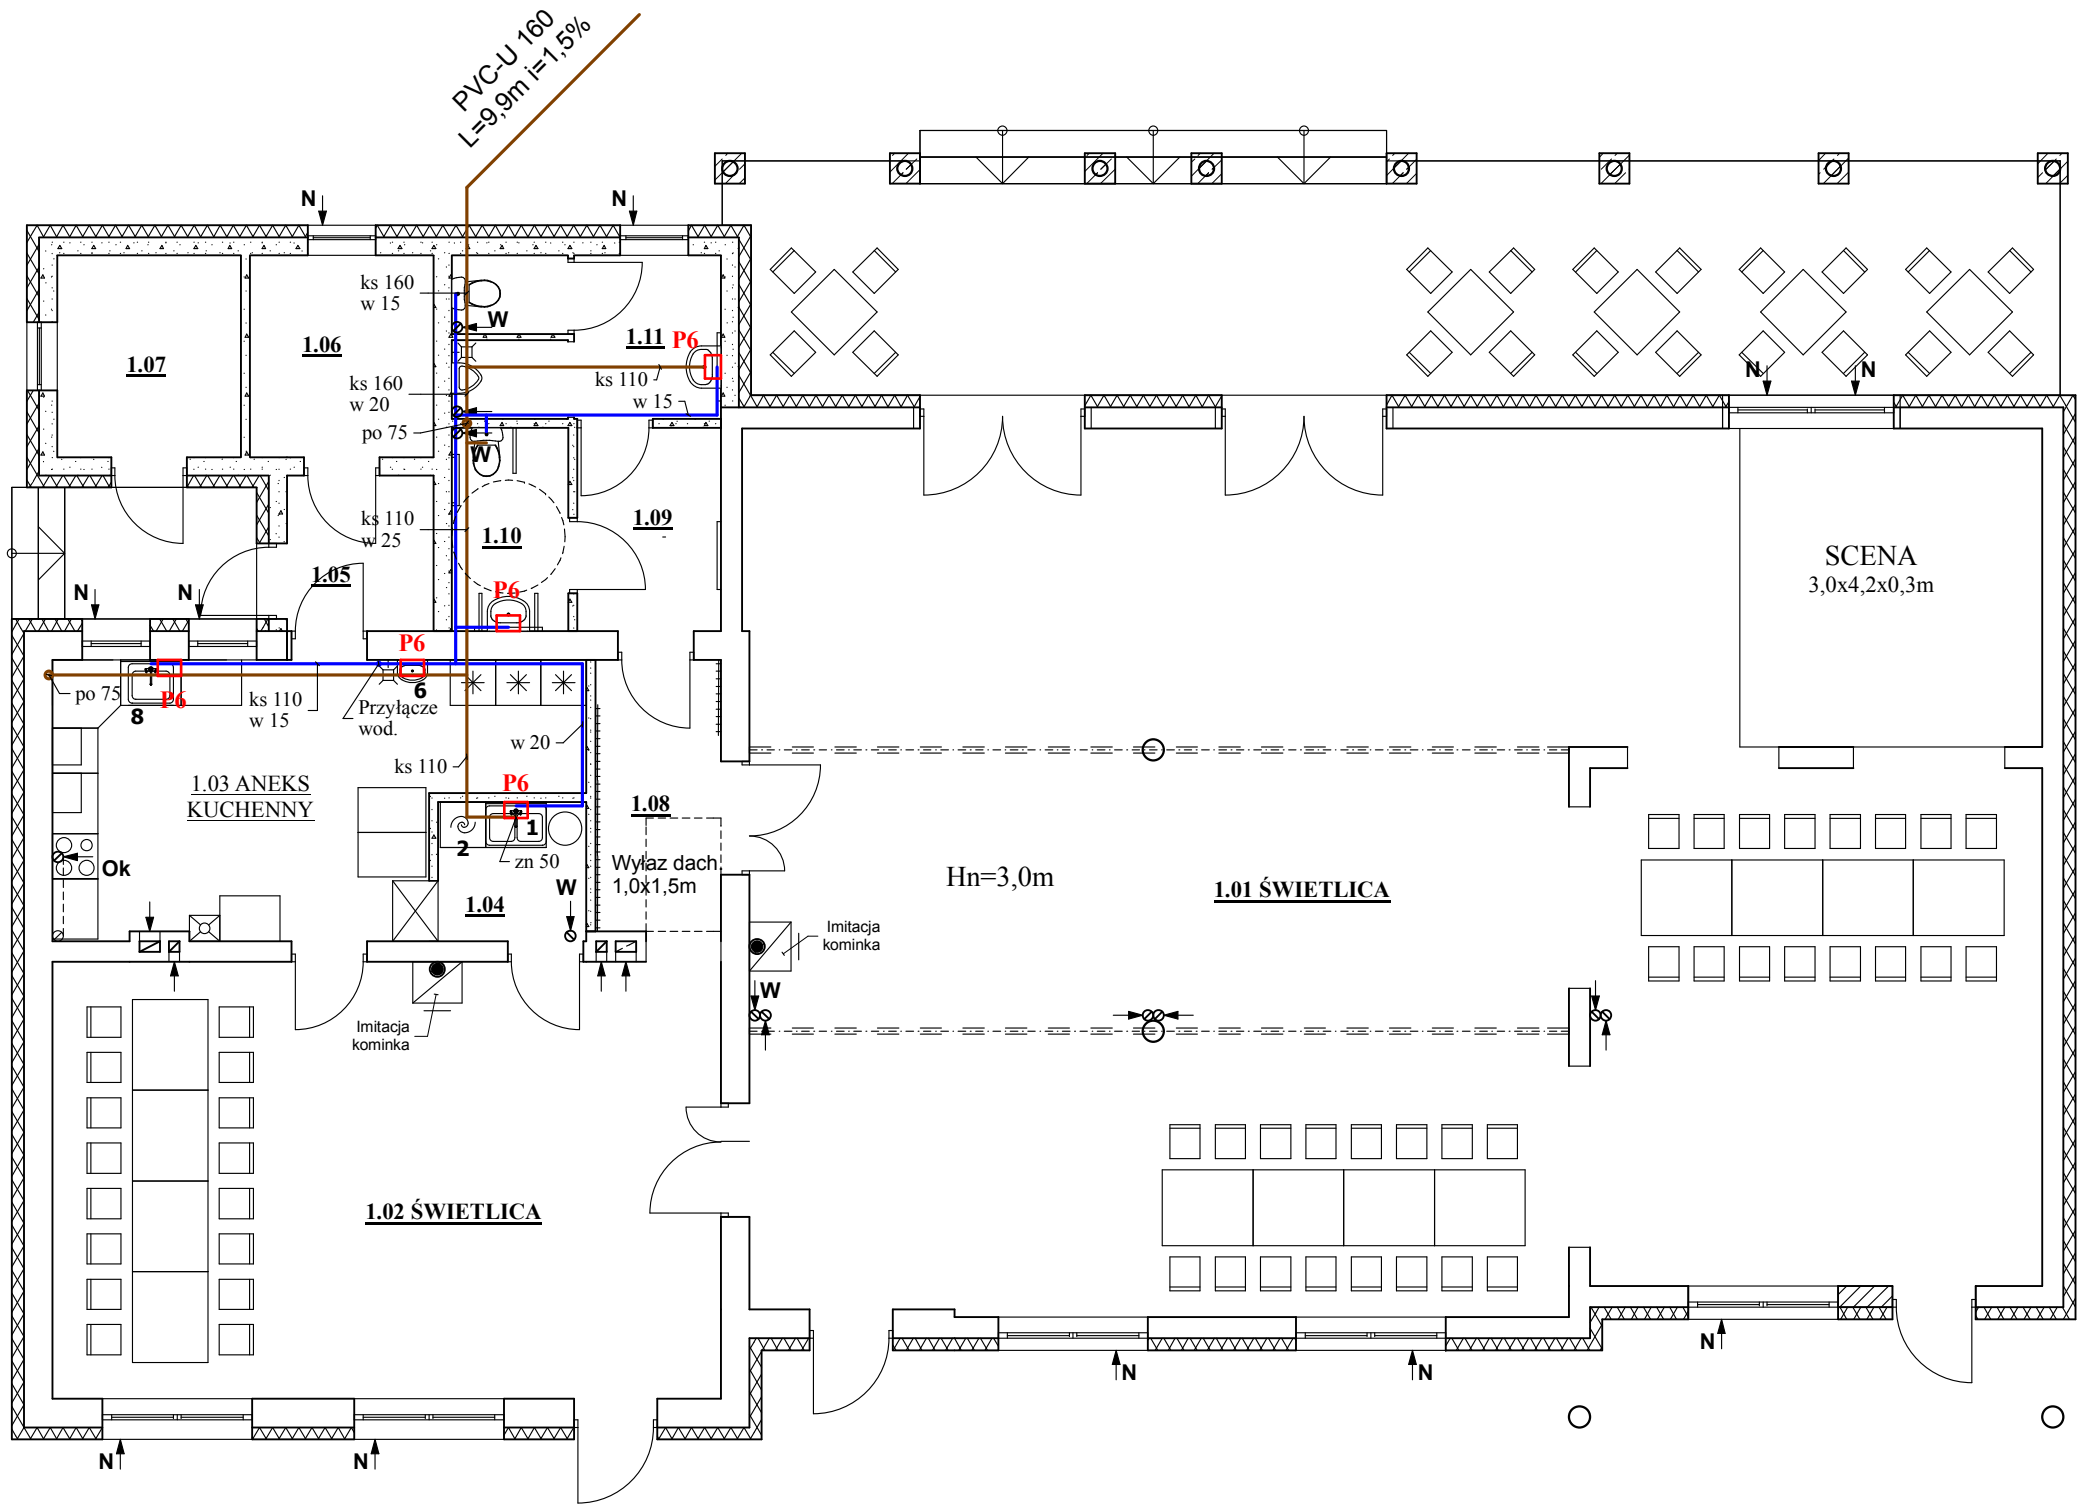 PVC-U 160
L=9,9m i=1,5%
N
N
ks 160
w 15
W
1.11
P6
1.06
1.07
ks 160
w 20
ks 110
w 15
N
N
po 75
W
ks 110
w 25
1.10
1.09
1.05
SCENA
3,0x4,2x0,3m
N
N
P6
P6
6
po 75
P6
8
ks 110
w 15
Przyłącze
wod.
w 20
ks 110
1.03 ANEKS
KUCHENNY
P6
1
2
zn 50
1.08
Ok
Wyłaz dach.
1,0x1,5m
W
1.04
Hn=3,0m
1.01 ŚWIETLICA
Imitacja
kominka
W
Imitacja
kominka
1.02 ŚWIETLICA
N
N
N
N
N